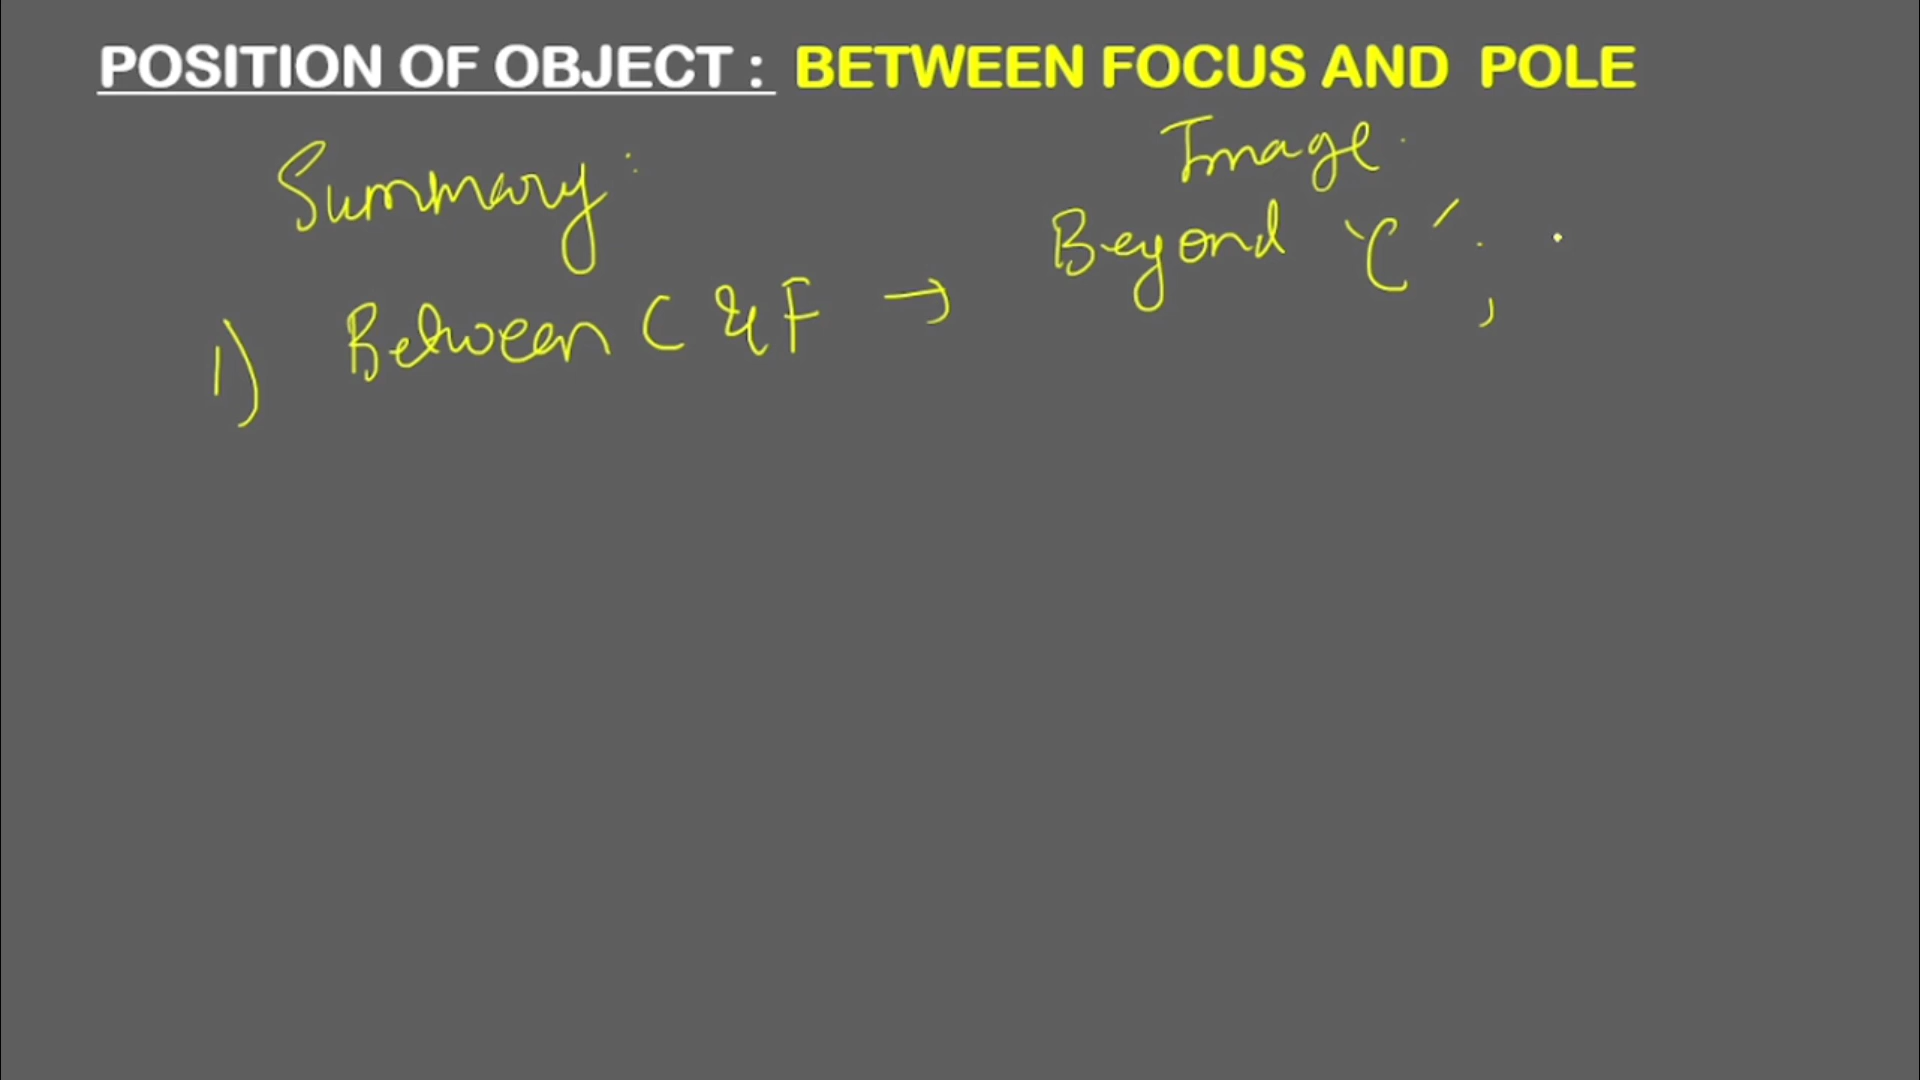 POSITION OF OBJECT : BETWEEN FOCUS AND POLE
Summary:
Image.
Beyond 'C';
1) Between C & F →